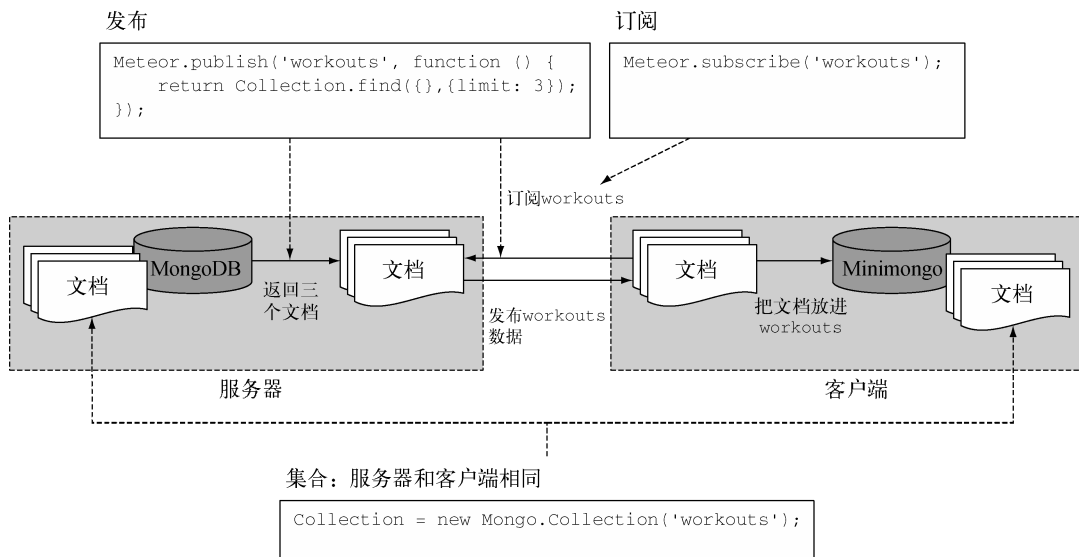 发布
订阅
Meteor.publish('workouts', function () {
    return Collection.find({},{limit: 3});
});
Meteor.subscribe('workouts');
订阅workouts
文档
MongoDB
返回三
个文档
文档
发布workouts
数据
文档
把文档放进
workouts
Minimongo
文档
服务器
客户端
集合：服务器和客户端相同
Collection = new Mongo.Collection('workouts');